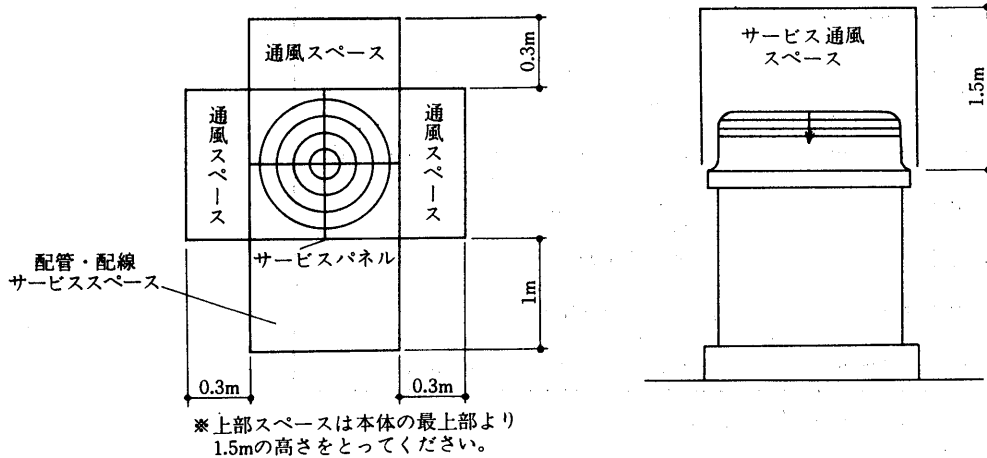 通風スペース
0.3m
通風スペース
通風スペース
サービスパネル
配管・配線
サービススペース
1m
0.3m
0.3m
※上部スペースは本体の最上部より
1.5mの高さをとってください。
サービス通風
スペース
1.5m